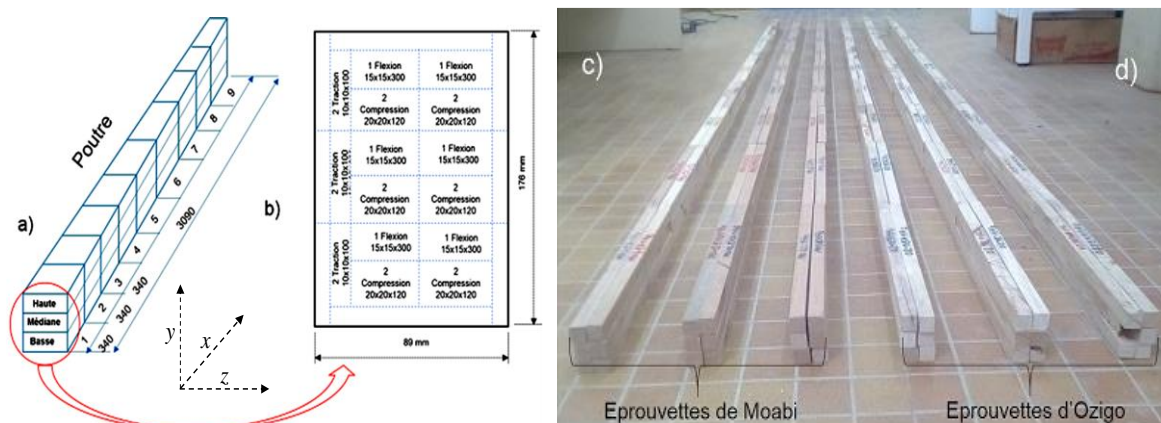 a)
Poutre
Haute
Médiane
Basse
1
2
3
4
5
6
7
8
9
340
340
340
3090
y
x
z
b)
2 Traction
10x10x100
1 Flexion
15x15x300
1 Flexion
15x15x300
2
Compression
20x20x120
2
Compression
20x20x120
2 Traction
10x10x100
1 Flexion
15x15x300
1 Flexion
15x15x300
2
Compression
20x20x120
2
Compression
20x20x120
2 Traction
10x10x100
1 Flexion
15x15x300
1 Flexion
15x15x300
2
Compression
20x20x120
2
Compression
20x20x120
176 mm
89 mm
c)
d)
Eprouvettes de Moabi
Eprouvettes d'Ozigo